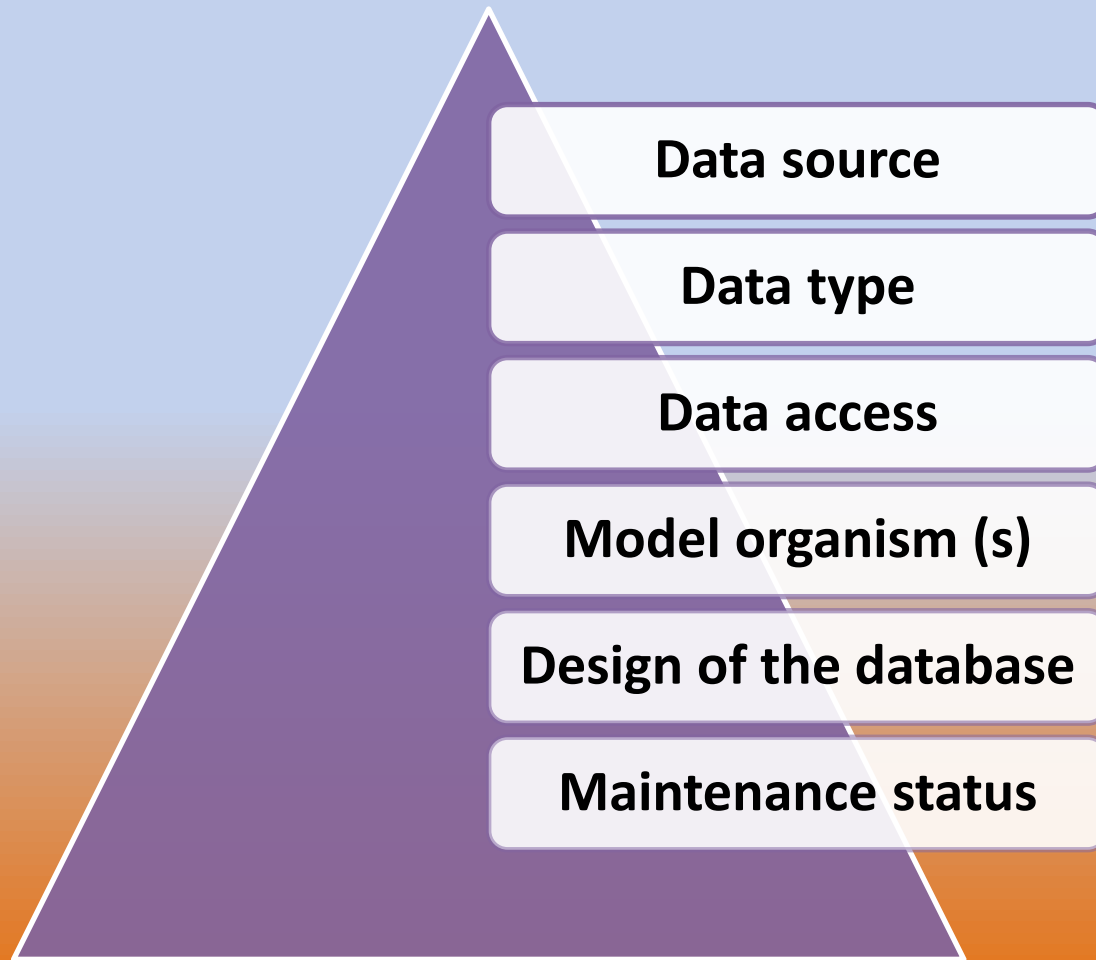 Data source
Data type
Data access
Model organism (s)
Design of the database
Maintenance status